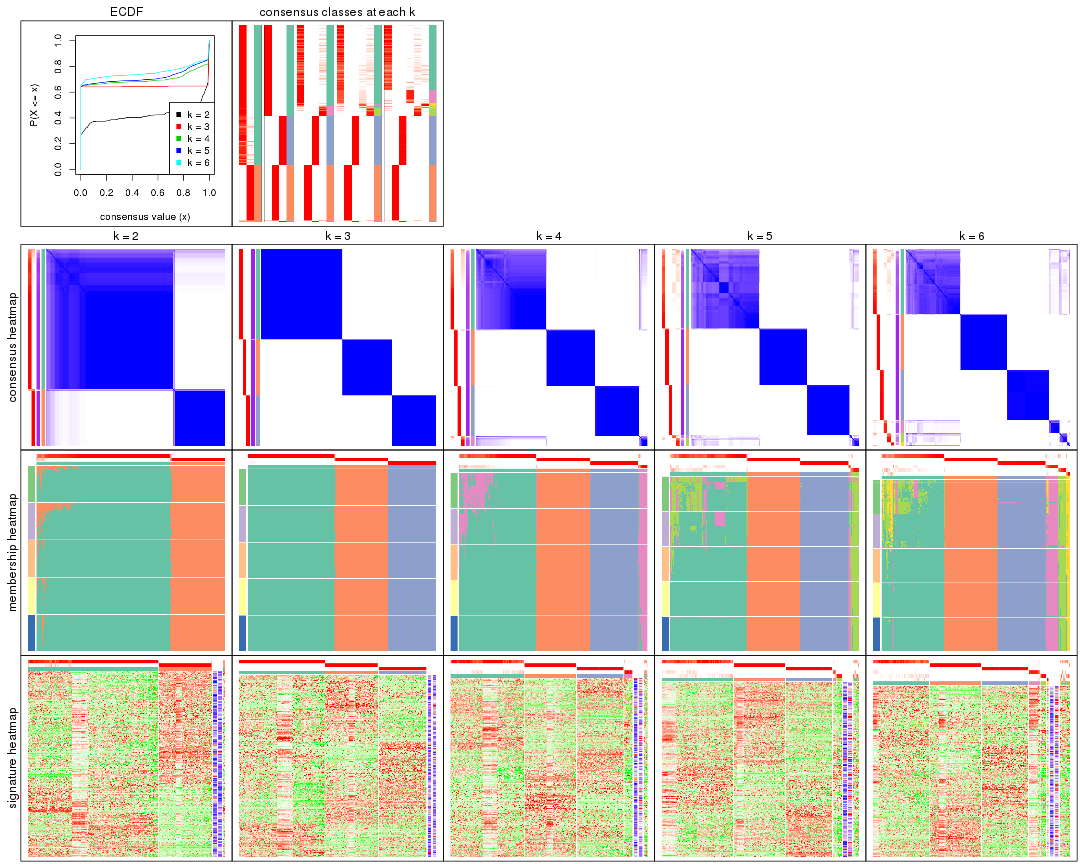 ECDF
consensus classes at each k
P(X <= x)
0.0 0.2 0.4 0.6 0.8 1.0
k = 2
k = 3
k = 4
k = 5
k = 6
0.0 0.2 0.4 0.6 0.8 1.0
consensus value (x)
k = 2 k = 3 k = 4 k = 5 k = 6
consensus heatmap
membership heatmap
signature heatmap